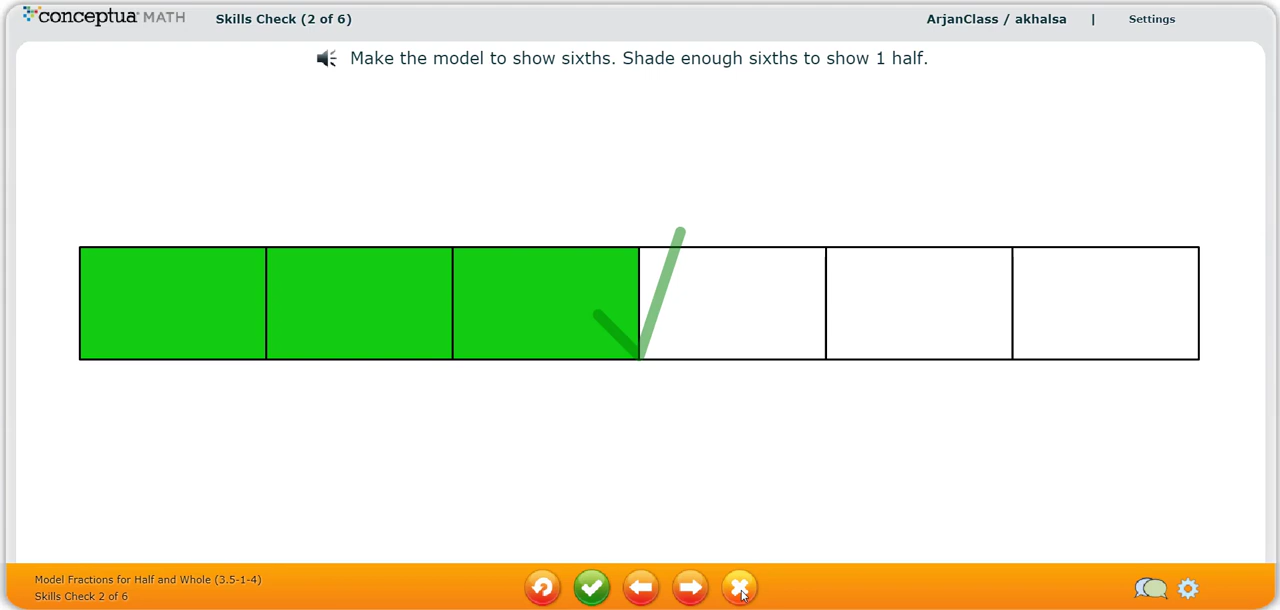 conceptua MATH
Skills Check (2 of 6)
ArjanClass / akhalsa | Settings
Make the model to show sixths. Shade enough sixths to show 1 half.
Model Fractions for Half and Whole (3.5-1-4)
Skills Check 2 of 6